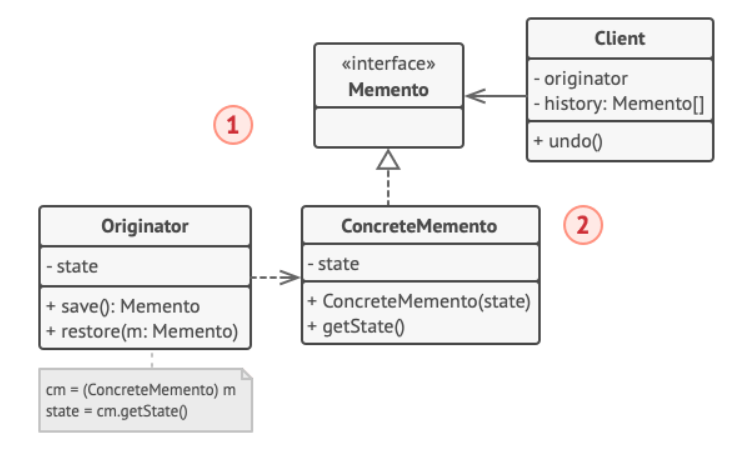 «interface»
Memento
Client
- originator
- history: Memento[]
+ undo()
1
Originator
- state
+ save(): Memento
+ restore(m: Memento)
ConcreteMemento
- state
+ ConcreteMemento(state)
+ getState()
2
cm = (ConcreteMemento) m
state = cm.getState()